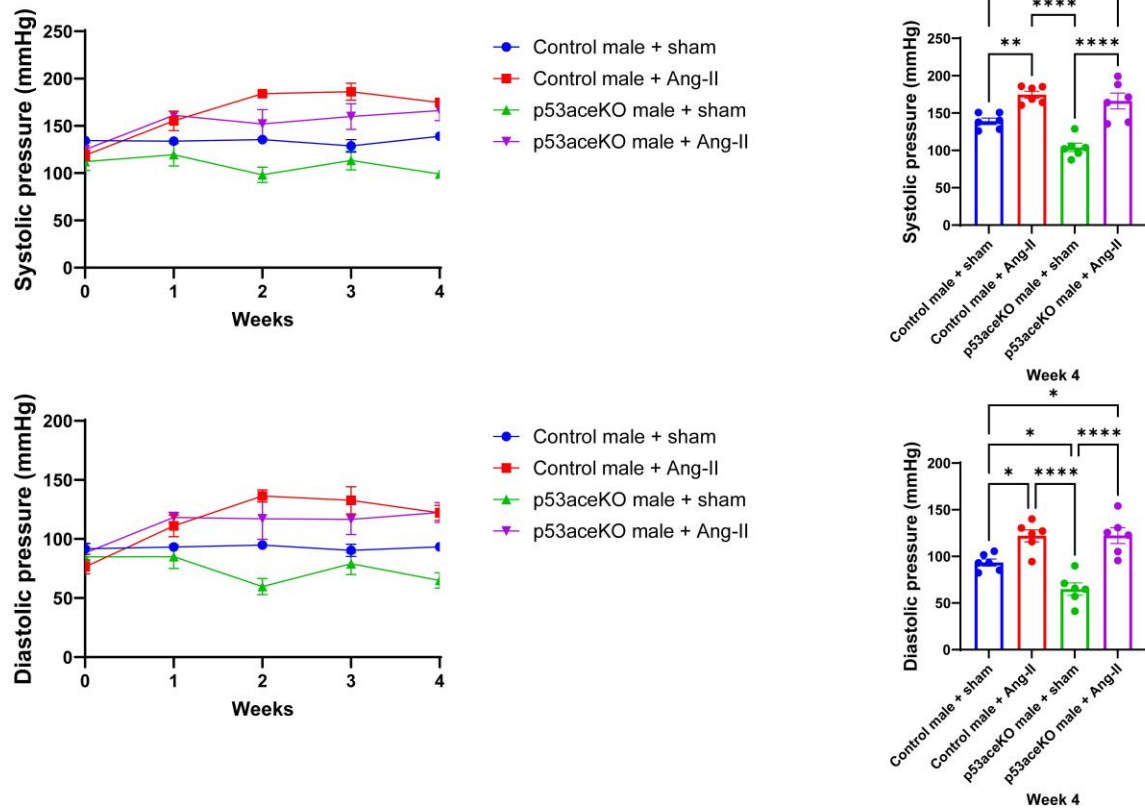 Systolic pressure (mmHg)
250
200
150
100
50
0
0 1 2 3 4
Weeks
Control male + sham
Control male + Ang-II
p53aceKO male + sham
p53aceKO male + Ang-II
****
** ****
Systolic pressure (mmHg)
250
200
150
100
50
0
Control male + sham
Control male + Ang-II
p53aceKO male + sham
p53aceKO male + Ang-II
Week 4
Diastolic pressure (mmHg)
200
150
100
50
0
0 1 2 3 4
Weeks
Control male + sham
Control male + Ang-II
p53aceKO male + sham
p53aceKO male + Ang-II
*
* ****
* ****
Diastolic pressure (mmHg)
200
150
100
50
0
Control male + sham
Control male + Ang-II
p53aceKO male + sham
p53aceKO male + Ang-II
Week 4